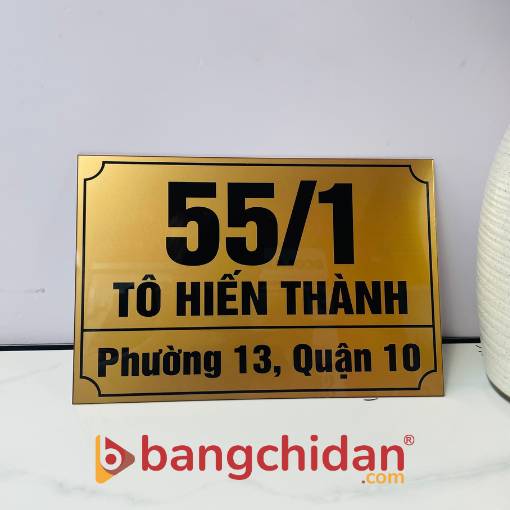 55/1
TÔ HIẾN THÀNH
Phường 13, Quận 10
bangchidan®
.com